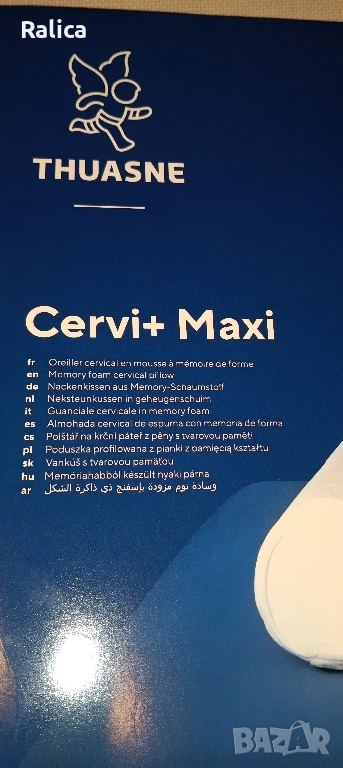 Ralica
THUASNE
Cervi+ Maxi
fr Oreiller cervical en mousse à mémoire de forme
en Memory foam cervical pillow
de Nackenkissen aus Memory-Schaumstoff
nl Neksteunkussen in geheugenschuim
it Guanciale cervicale in memory foam
es Almohada cervical de espuma con memoria de forma
cs Polštář na krční páteř z pěny s tvarovou pamětí
pl Poduszka profilowana z pianki z pamięcią kształtu
sk Vankúš s tvarovou pamäťou
hu Memóriahabból készült nyaki párna
ar وسادة نوم مزودة بإسفنج ذي ذاكرة الشكل
BAZAR